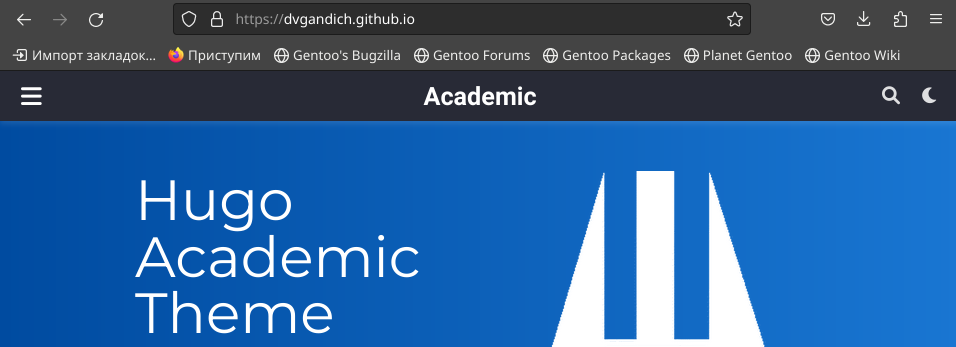 https://dvgandich.github.io
Импорт закладок... Приступим Gentoo's Bugzilla Gentoo Forums Gentoo Packages Planet Gentoo Gentoo Wiki
Academic
Hugo
Academic
Theme